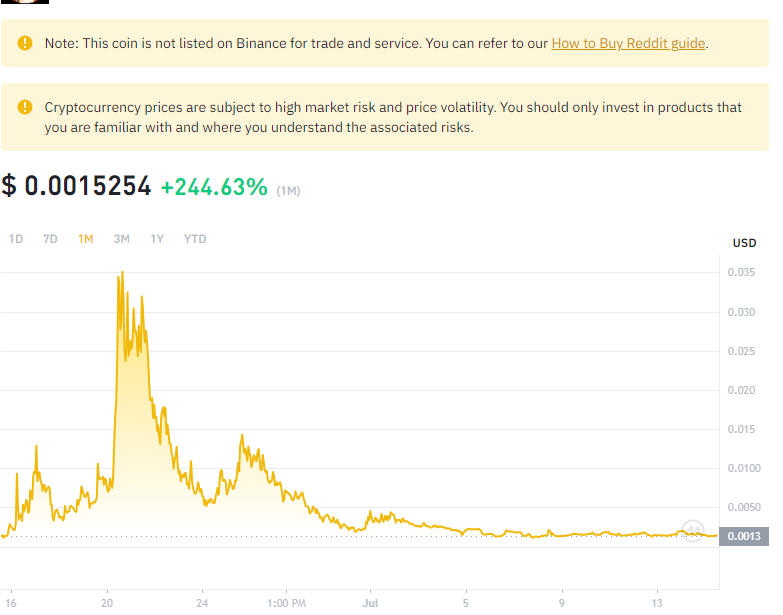 Note: This coin is not listed on Binance for trade and service. You can refer to our How to Buy Reddit guide.
Cryptocurrency prices are subject to high market risk and price volatility. You should only invest in products that
you are familiar with and where you understand the associated risks.
$ 0.0015254 +244.63% (1M)
1D 7D 1M 3M 1Y YTD
USD
0.035
0.030
0.025
0.020
0.015
0.0100
0.0050
0.0013
16 20 24 1:00 PM Jul 5 9 13